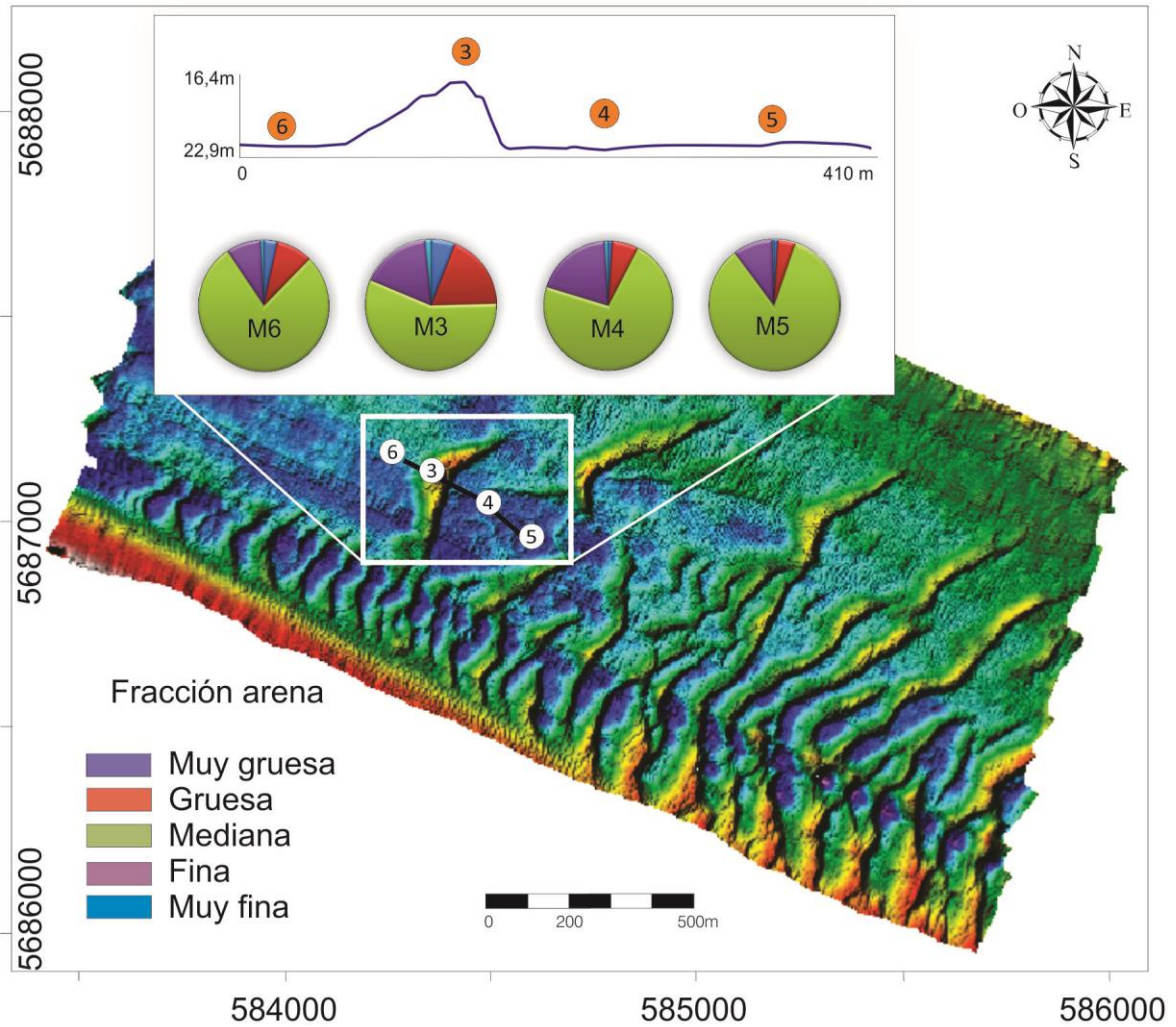 3
16,4m
6
4
5
22,9m
0
410 m
M6
M3
M4
M5
N
O
E
S
5688000
5687000
5686000
6
3
4
5
Fracción arena
Muy gruesa
Gruesa
Mediana
Fina
Muy fina
0
200
500m
584000
585000
586000